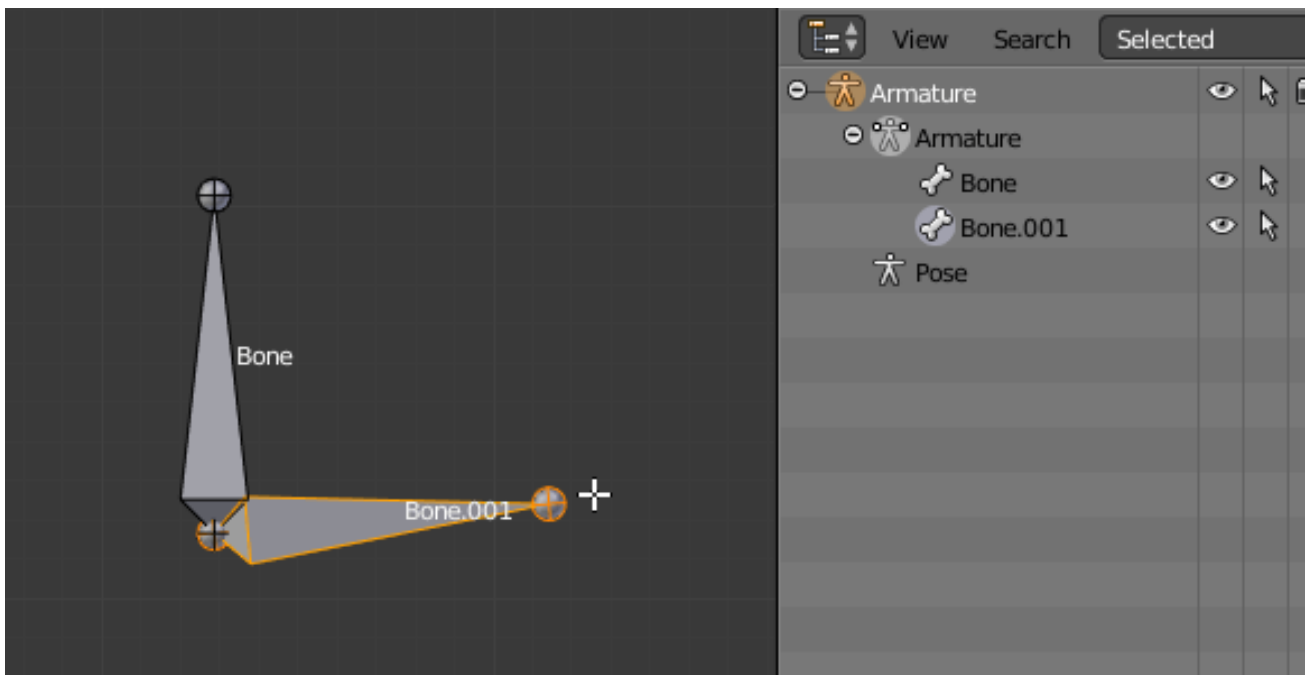 View Search Selected
Armature
Armature
Bone
Bone.001
Pose
Bone
Bone.001